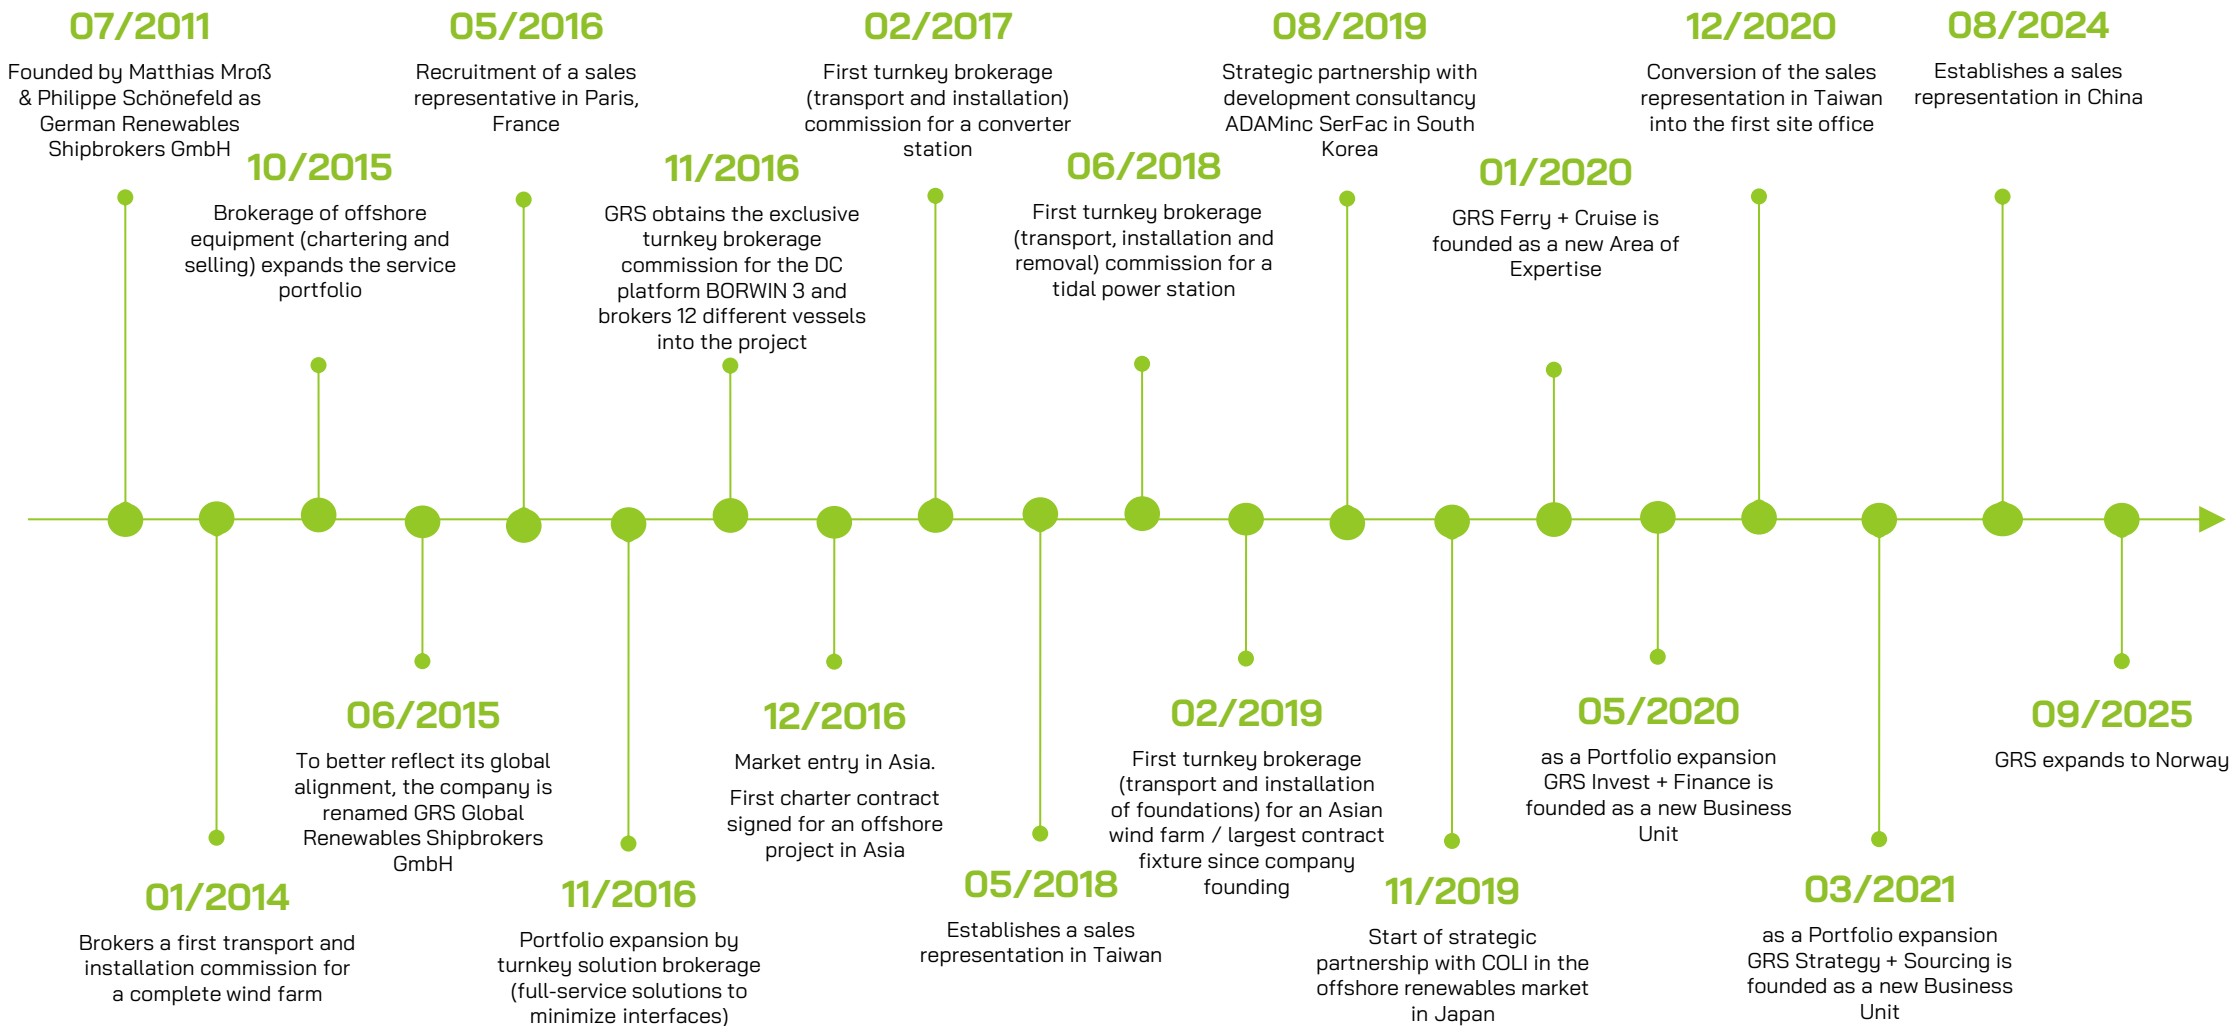 07/2011
Founded by Matthias Mroß
& Philippe Schönefeld as
German Renewables
Shipbrokers GmbH
05/2016
Recruitment of a sales
representative in Paris,
France
02/2017
First turnkey brokerage
(transport and installation)
commission for a converter
station
08/2019
Strategic partnership with
development consultancy
ADAMinc SerFac in South
Korea
12/2020
Conversion of the sales
representation in Taiwan
into the first site office
08/2024
Establishes a sales
representation in China
10/2015
Brokerage of offshore
equipment (chartering and
selling) expands the service
portfolio
11/2016
GRS obtains the exclusive
turnkey brokerage
commission for the DC
platform BORWIN 3 and
brokers 12 different vessels
into the project
06/2018
First turnkey brokerage
(transport, installation and
removal) commission for a
tidal power station
01/2020
GRS Ferry + Cruise is
founded as a new Area of
Expertise
06/2015
To better reflect its global
alignment, the company is
renamed GRS Global
Renewables Shipbrokers
GmbH
12/2016
Market entry in Asia.
First charter contract
signed for an offshore
project in Asia
02/2019
First turnkey brokerage
(transport and installation
of foundations) for an Asian
wind farm / largest contract
fixture since company
founding
05/2020
as a Portfolio expansion
GRS Invest + Finance is
founded as a new Business
Unit
09/2025
GRS expands to Norway
01/2014
Brokers a first transport and
installation commission for
a complete wind farm
11/2016
Portfolio expansion by
turnkey solution brokerage
(full-service solutions to
minimize interfaces)
05/2018
Establishes a sales
representation in Taiwan
11/2019
Start of strategic
partnership with COLI in the
offshore renewables market
in Japan
03/2021
as a Portfolio expansion
GRS Strategy + Sourcing is
founded as a new Business
Unit